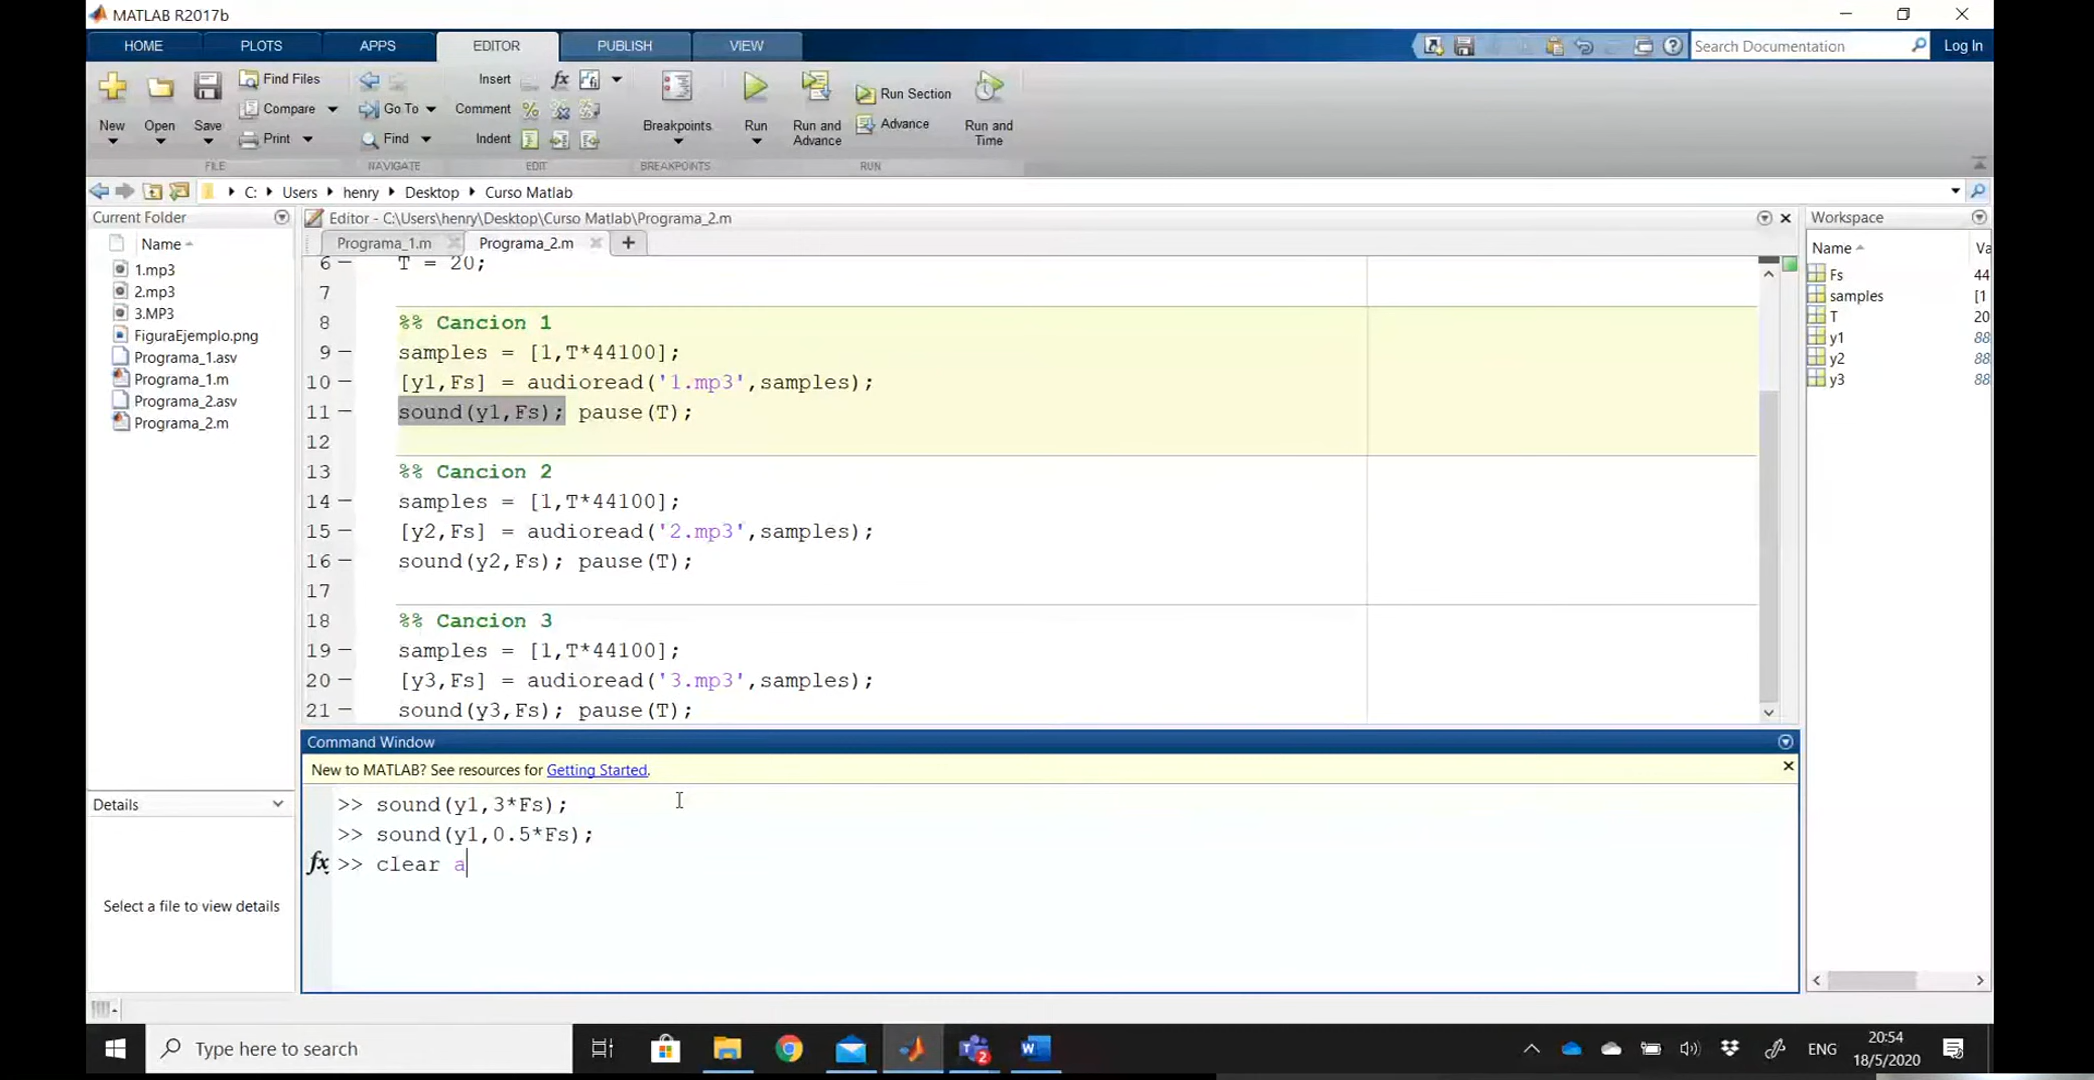 MATLAB R2017b
HOME PLOTS APPS EDITOR PUBLISH VIEW
Search Documentation
Log In
New
Open
Save
Find Files
Compare
Print
FILE
Go To
Find
NAVIGATE
Insert
Comment
Indent
EDIT
Breakpoints
BREAKPOINTS
Run
Run and
Advance
Run Section
Advance
Run and
Time
RUN
C: Users henry Desktop Curso Matlab
Current Folder
Name
1.mp3
2.mp3
3.MP3
FiguraEjemplo.png
Programa_1.asv
Programa_1.m
Programa_2.asv
Programa_2.m
Details
Select a file to view details
Editor - C:\Users\henry\Desktop\Curso Matlab\Programa_2.m
Programa_1.m Programa_2.m
6 T = 20;
7
8 %% Cancion 1
9 samples = [1,T*44100];
10 [y1,Fs] = audioread('1.mp3',samples);
11 sound(y1,Fs); pause(T);
12
13 %% Cancion 2
14 samples = [1,T*44100];
15 [y2,Fs] = audioread('2.mp3',samples);
16 sound(y2,Fs); pause(T);
17
18 %% Cancion 3
19 samples = [1,T*44100];
20 [y3,Fs] = audioread('3.mp3',samples);
21 sound(y3,Fs); pause(T);
Command Window
New to MATLAB? See resources for Getting Started.
>> sound(y1,3*Fs);
>> sound(y1,0.5*Fs);
fx >> clear a
Workspace
Name Va
Fs 44
samples [1
T 20
y1 88
y2 88
y3 88
Type here to search
2
W
ENG
20:54
18/5/2020